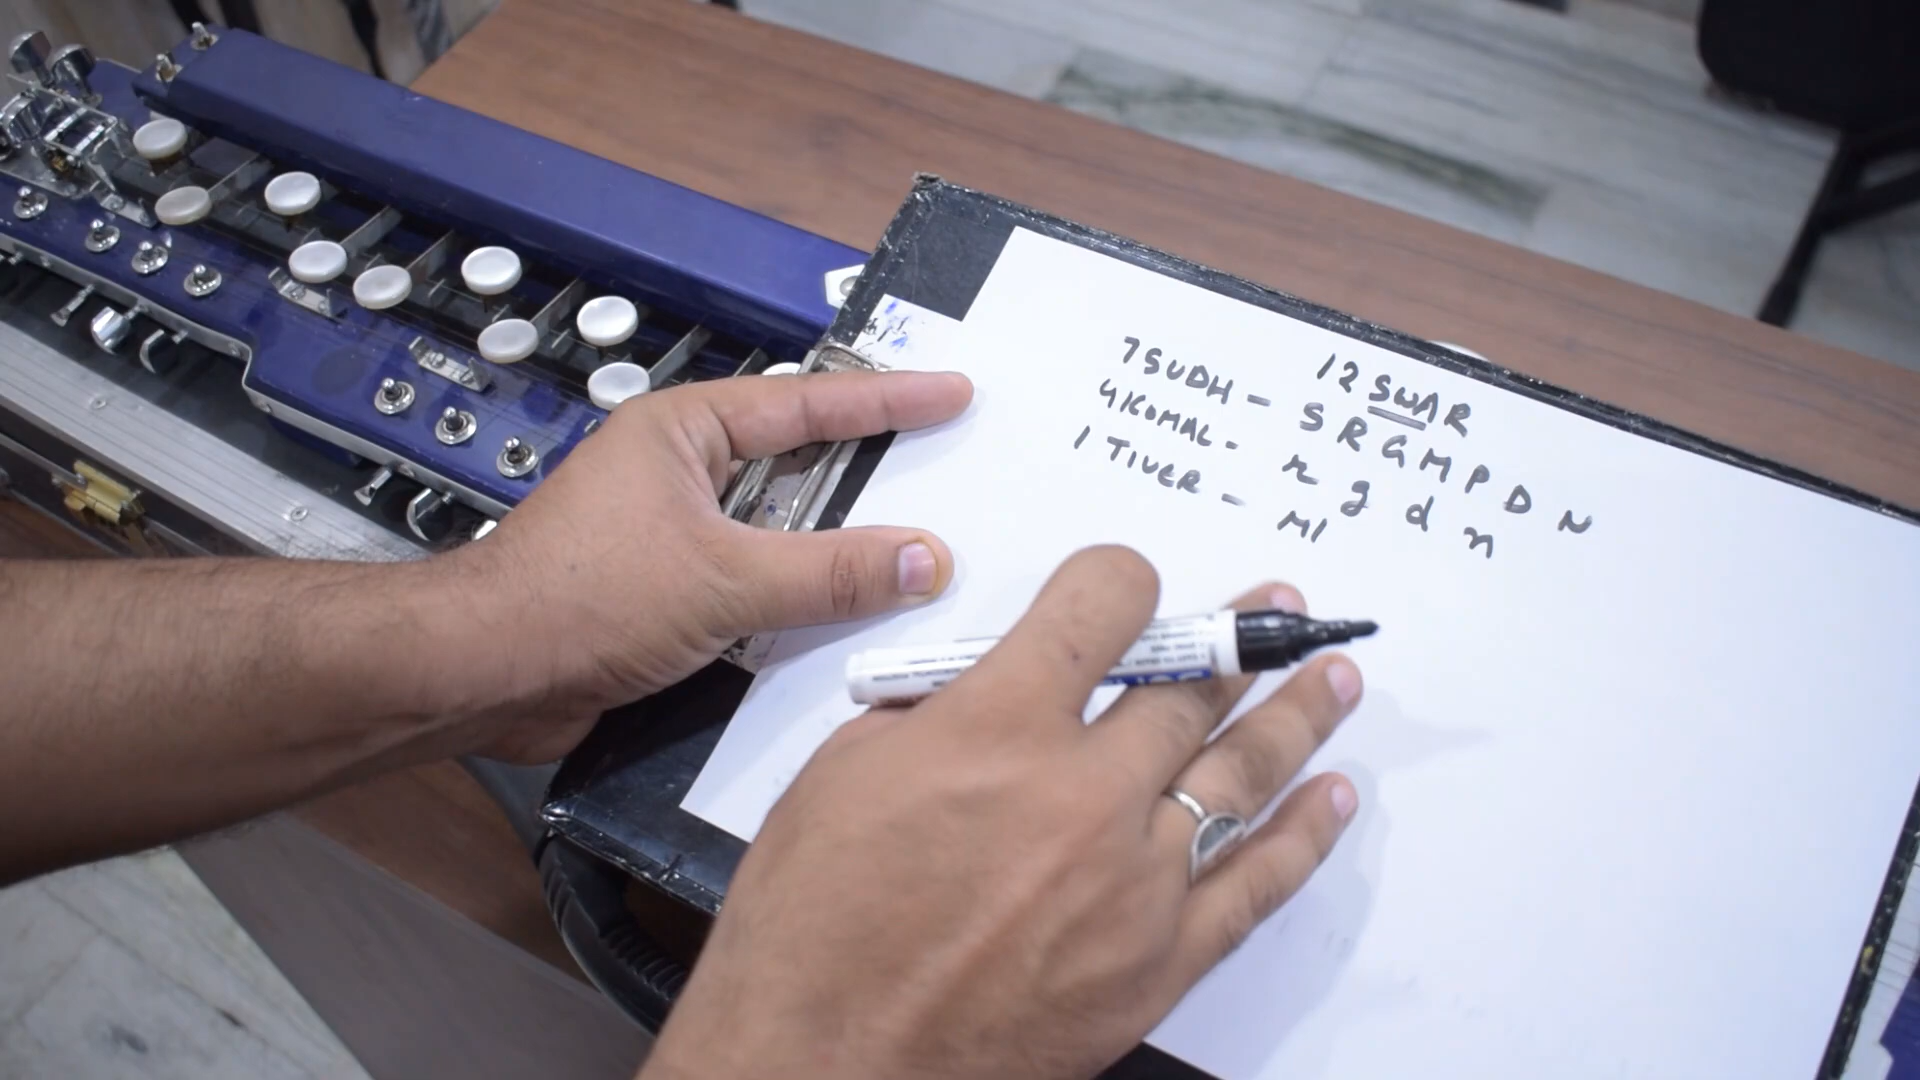 12 SWAR
7 SUDH - S R G M P D N
4 KOMAL - r g d n
1 TIVER - M1